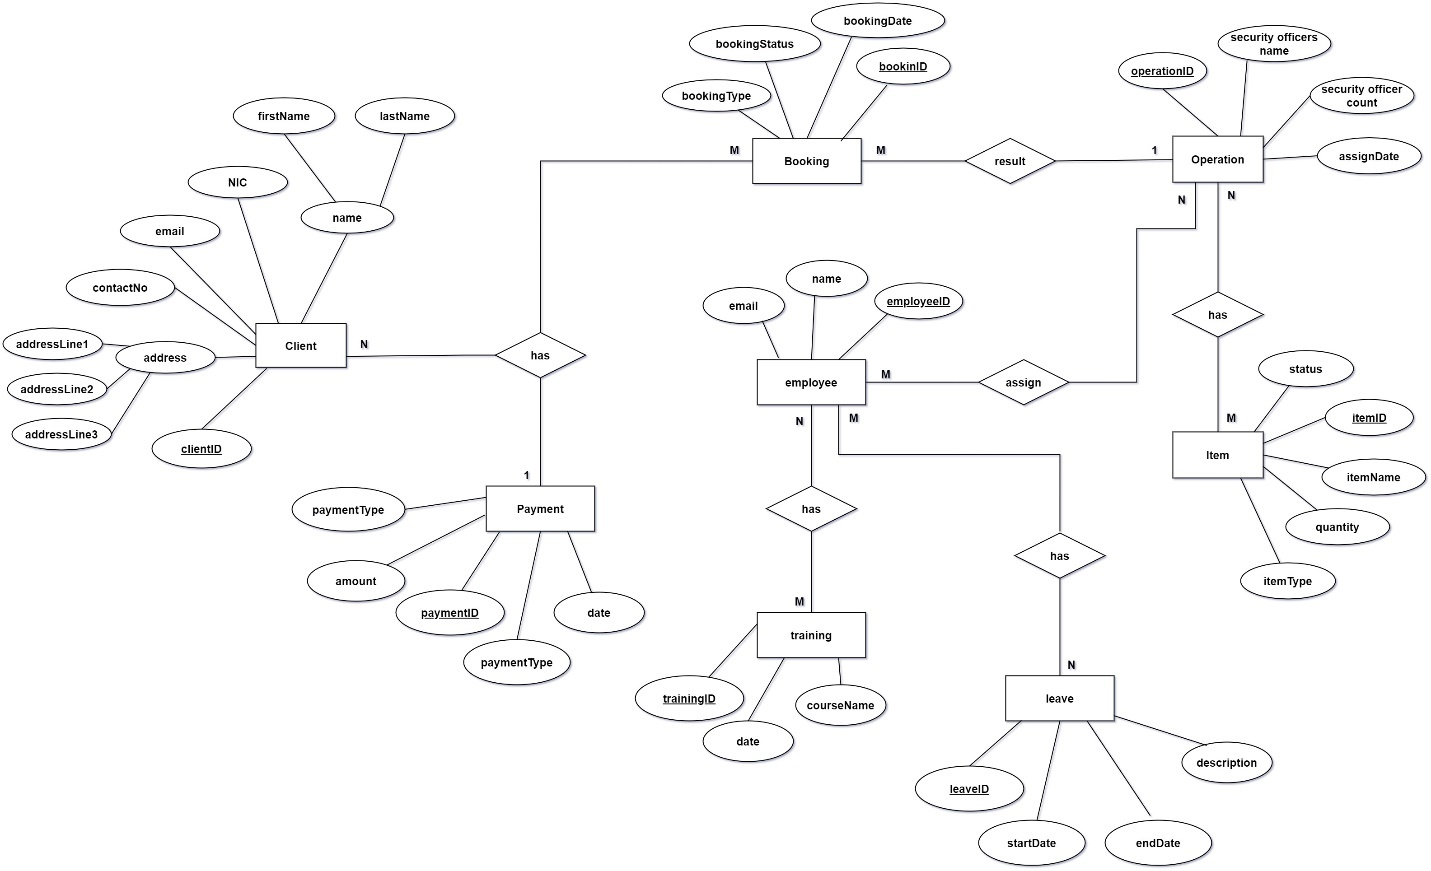 bookingDate
bookingStatus
bookinID
bookingType
security officers
name
operationID
security officer
count
assignDate
firstName
lastName
NIC
name
email
contactNo
addressLine1
address
addressLine2
addressLine3
clientID
Client
N
has
M
Booking
M
result
1
Operation
N
N
has
M
status
itemID
Item
itemName
quantity
itemType
name
email
employeeID
employee
M
assign
N
M
has
has
1
Payment
paymentType
amount
paymentID
paymentType
date
M
training
trainingID
courseName
date
N
leave
leaveID
description
startDate
endDate